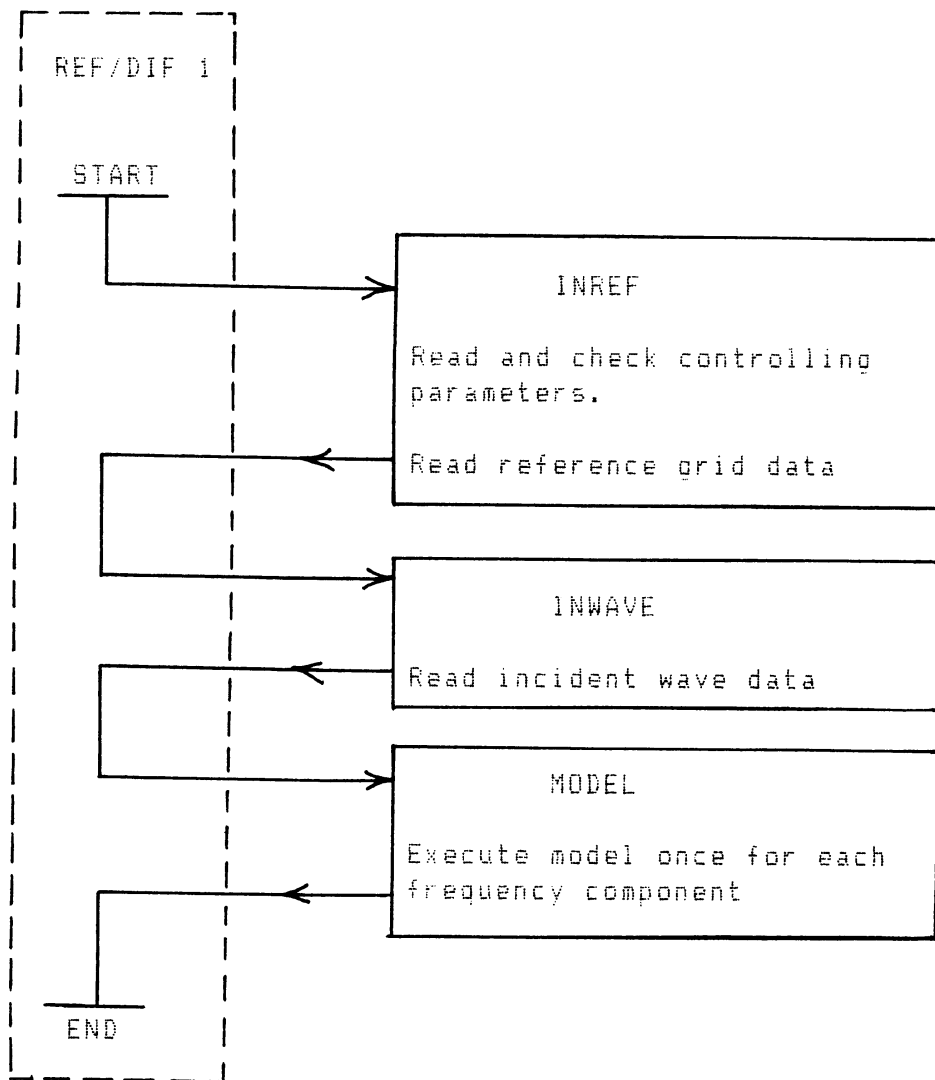 REF/DIF 1
START
INREF
Read and check controlling
parameters.
Read reference grid data
INWAVE
Read incident wave data
MODEL
Execute model once for each
frequency component
END